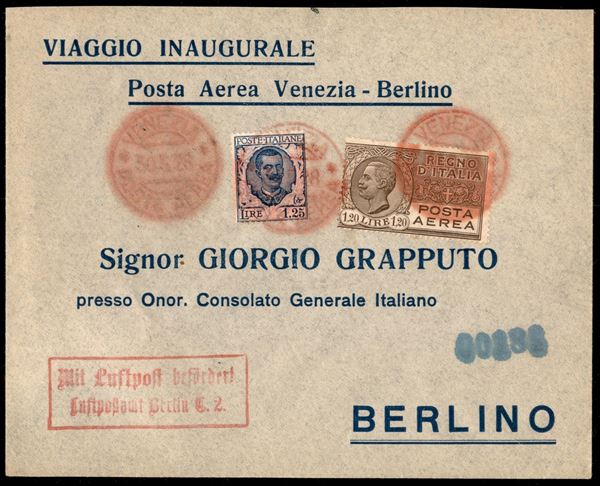 VIAGGIO INAUGURALE
Posta Aerea Venezia - Berlino
VENEZIA
POSTE·ITALIANE
LIRE 1.25
REGNO
D'ITALIA
POSTA
AEREA
1.20 LIRE 1.20
Signor GIORGIO GRAPPUTO
presso Onor. Consolato Generale Italiano
Mit Luftpost befördert
Luftpostamt Berlin C. 2.
BERLINO